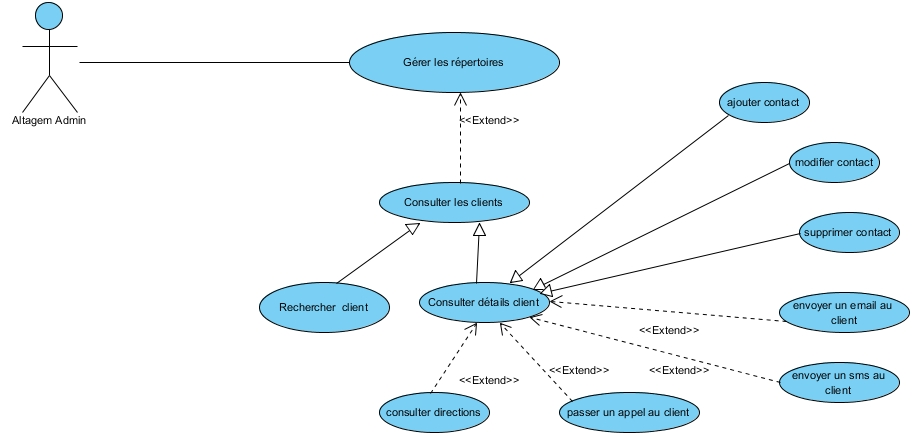 Gérer les répertoires
ajouter contact
Altagem Admin
<<Extend>>
modifier contact
Consulter les clients
supprimer contact
Rechercher client
Consulter détails client
envoyer un email au
client
<<Extend>>
<<Extend>>
<<Extend>>
<<Extend>>
envoyer un sms au
client
consulter directions
passer un appel au client